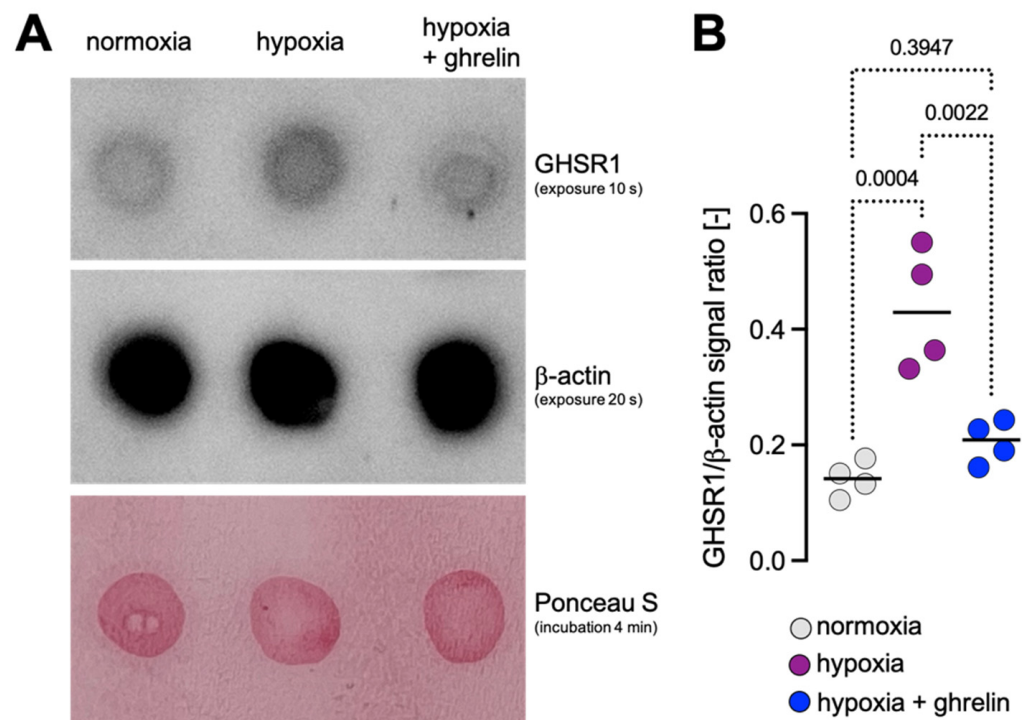 A
normoxia
hypoxia
hypoxia
+ ghrelin
GHSR1
(exposure 10 s)
β-actin
(exposure 20 s)
Ponceau S
(incubation 4 min)
B
0.3947
0.0022
0.0004
GHSR1/β-actin signal ratio [-]
0.6
0.4
0.2
0.0
normoxia
hypoxia
hypoxia + ghrelin